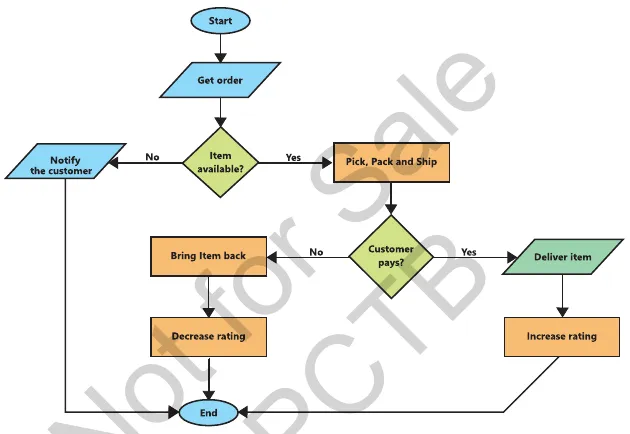 Start
Get order
Item
available?
No
Yes
Notify
the customer
Pick, Pack and Ship
Customer
pays?
No
Yes
Bring Item back
Deliver item
Decrease rating
Increase rating
End
Not for Sale
PCTB